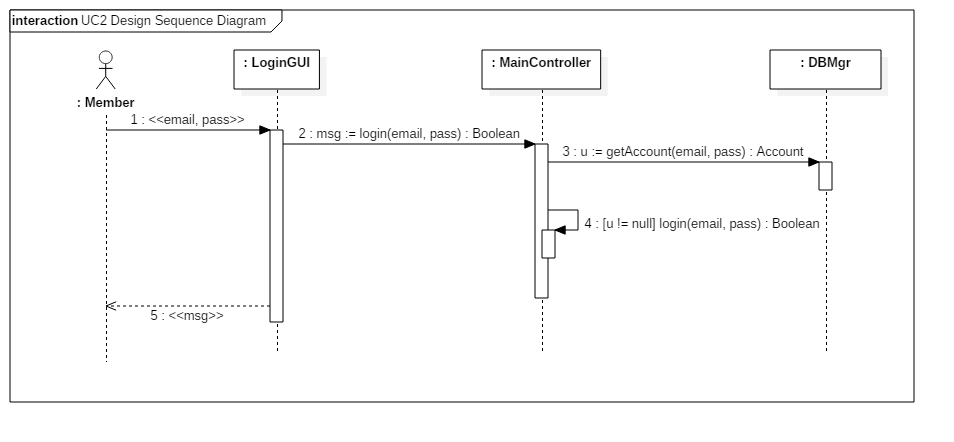 interaction UC2 Design Sequence Diagram
: LoginGUI
: MainController
: DBMgr
: Member
1 : <<email, pass>>
2 : msg := login(email, pass) : Boolean
3 : u := getAccount(email, pass) : Account
4 : [u != null] login(email, pass) : Boolean
5 : <<msg>>